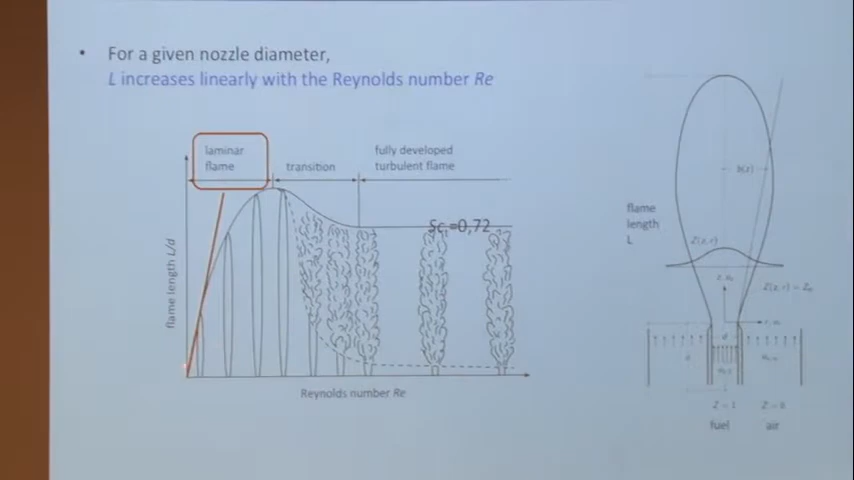 • For a given nozzle diameter,
L increases linearly with the Reynolds number Re
laminar
flame
transition
fully developed
turbulent flame
Sc =0,72
flame length L/d
Reynolds number Re
flame
length
L
b(z)
Z(z, r)
d
Z = 1
fuel
air